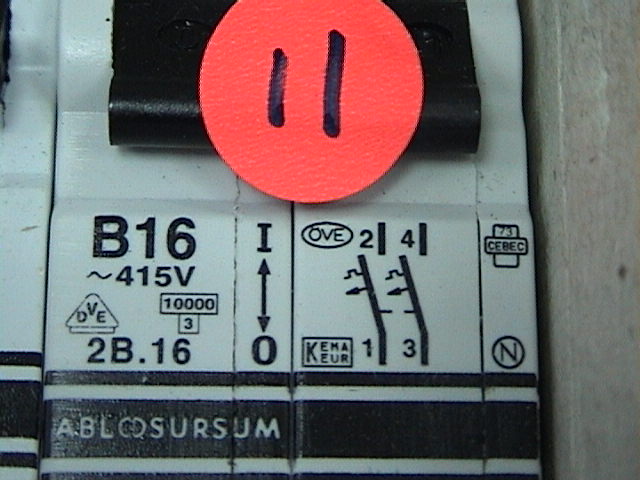 11
B16
~415V
DVE
10000
3
2B.16
I
O
ÖVE
2 4
1 3
KEMA
KEUR
73
CEBEC
N
ABL SURSUM